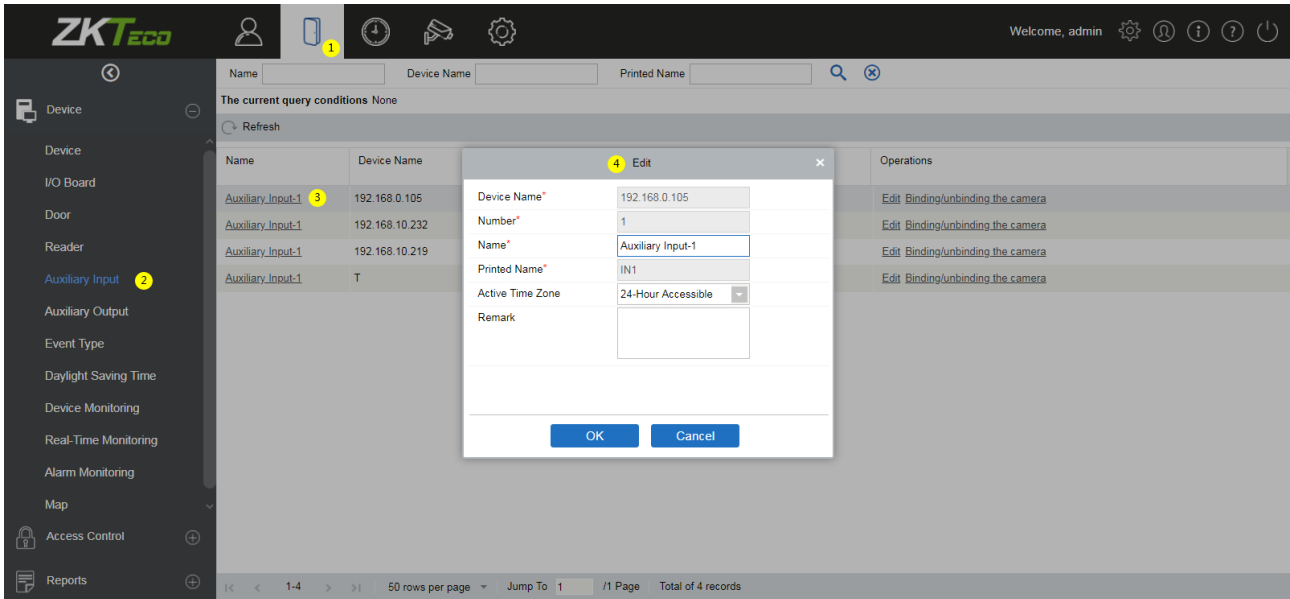 ZKTeco
1
Welcome, admin
Name Device Name Printed Name
The current query conditions None
Refresh
Device
Device
I/O Board
Door
Reader
Auxiliary Input 2
Auxiliary Output
Event Type
Daylight Saving Time
Device Monitoring
Real-Time Monitoring
Alarm Monitoring
Map
Access Control
Reports
Name Device Name Operations
Auxiliary Input-1 3 192.168.0.105 Edit Binding/unbinding the camera
Auxiliary Input-1 192.168.10.232 Edit Binding/unbinding the camera
Auxiliary Input-1 192.168.10.219 Edit Binding/unbinding the camera
Auxiliary Input-1 T Edit Binding/unbinding the camera
4 Edit ×
Device Name* 192.168.0.105
Number* 1
Name* Auxiliary Input-1
Printed Name* IN1
Active Time Zone 24-Hour Accessible
Remark
OK Cancel
1-4 50 rows per page Jump To 1 /1 Page Total of 4 records